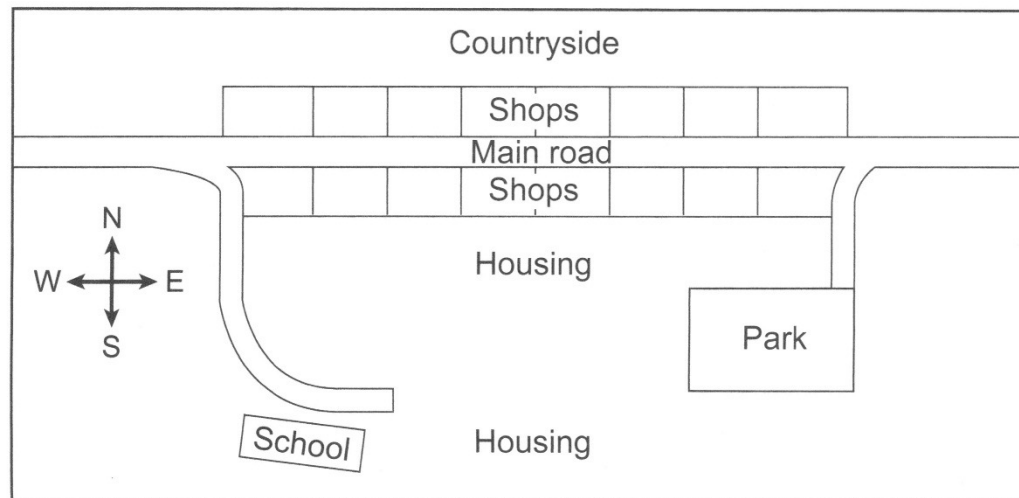 Countryside
Shops
Main road
Shops
N
W E
S
Housing
Park
School
Housing